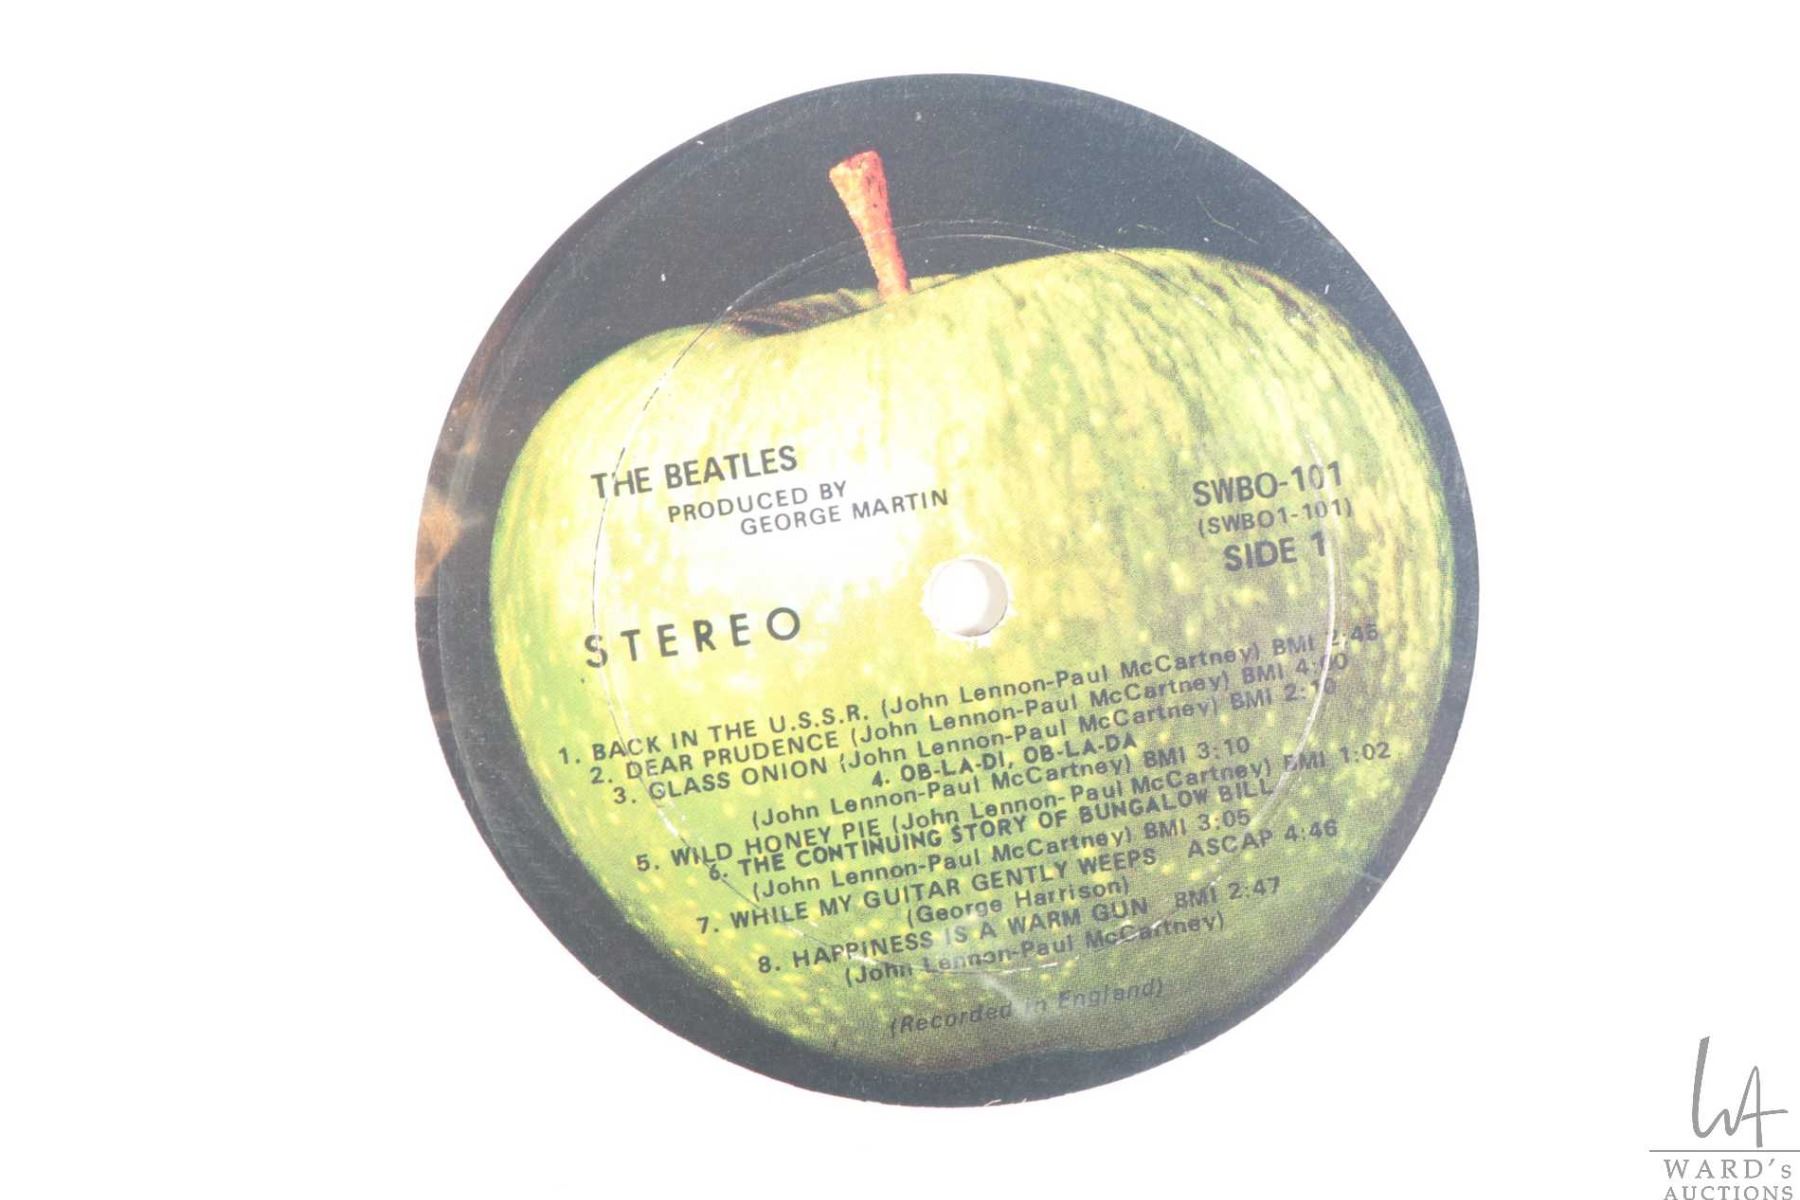 THE BEATLES
PRODUCED BY
GEORGE MARTIN
SWBO-101
(SWBO1-101)
SIDE 1
STEREO
1. BACK IN THE U.S.S.R. (John Lennon-Paul McCartney) BMI 2:45
2. DEAR PRUDENCE (John Lennon-Paul McCartney) BMI 4:00
3. GLASS ONION (John Lennon-Paul McCartney) BMI 2:10
4. OB-LA-DI, OB-LA-DA
(John Lennon-Paul McCartney) BMI 3:10
5. WILD HONEY PIE (John Lennon-Paul McCartney) BMI 1:02
6. THE CONTINUING STORY OF BUNGALOW BILL
(John Lennon-Paul McCartney) BMI 3:05
7. WHILE MY GUITAR GENTLY WEEPS ASCAP 4:46
(George Harrison)
8. HAPPINESS IS A WARM GUN BMI 2:47
(John Lennon-Paul McCartney)
(Recorded in England)
WA
WARD's
AUCTIONS